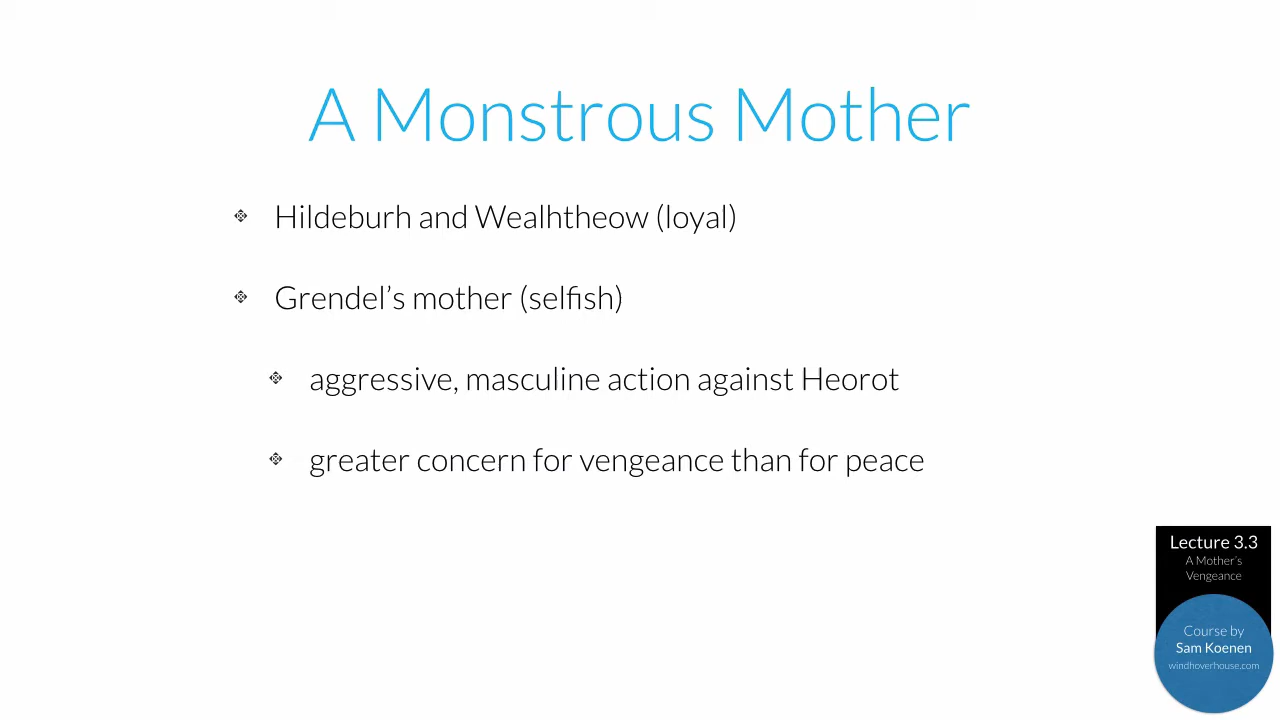 A Monstrous Mother
Hildeburh and Wealhtheow (loyal)
Grendel’s mother (selfish)
aggressive, masculine action against Heorot
greater concern for vengeance than for peace
Lecture 3.3
A Mother’s
Vengeance
Course by
Sam Koenen
windhoverhouse.com